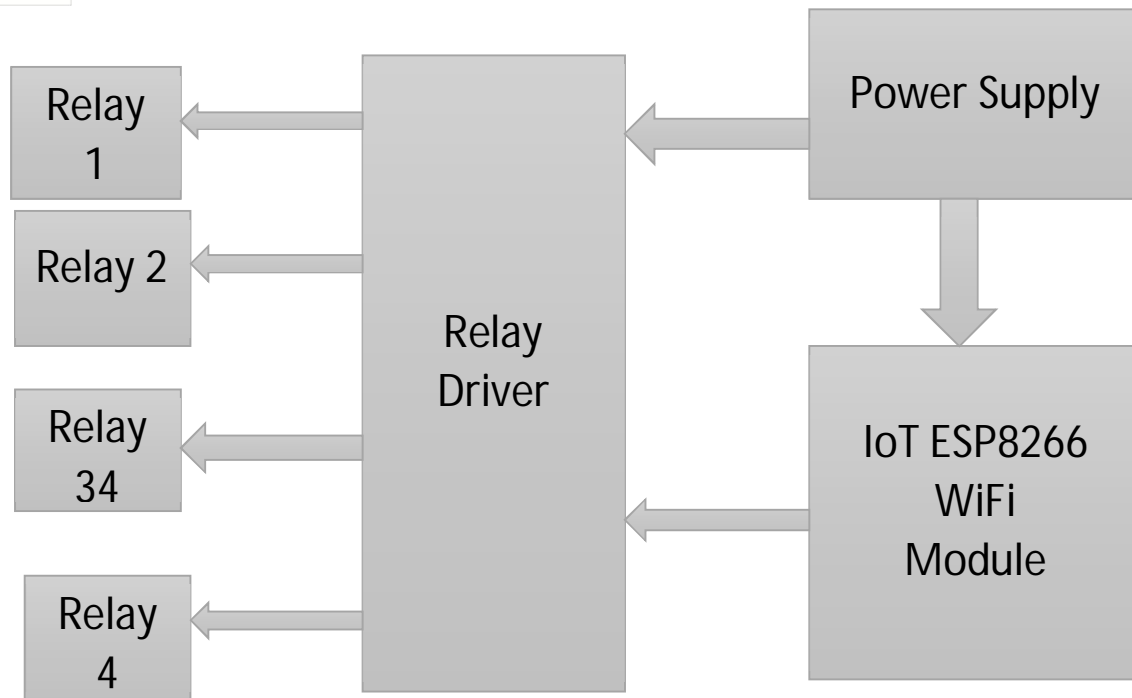 Relay
1
Relay 2
Relay
34
Relay
4
Relay
Driver
Power Supply
IoT ESP8266
WiFi
Module